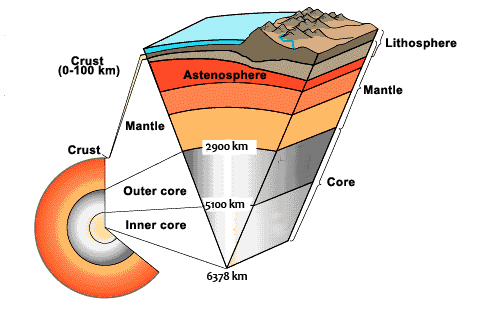 Lithosphere
Crust
(0-100 km)
Astenosphere
Mantle
Mantle
2900 km
Crust
Core
Outer core
5100 km
Inner core
6378 km